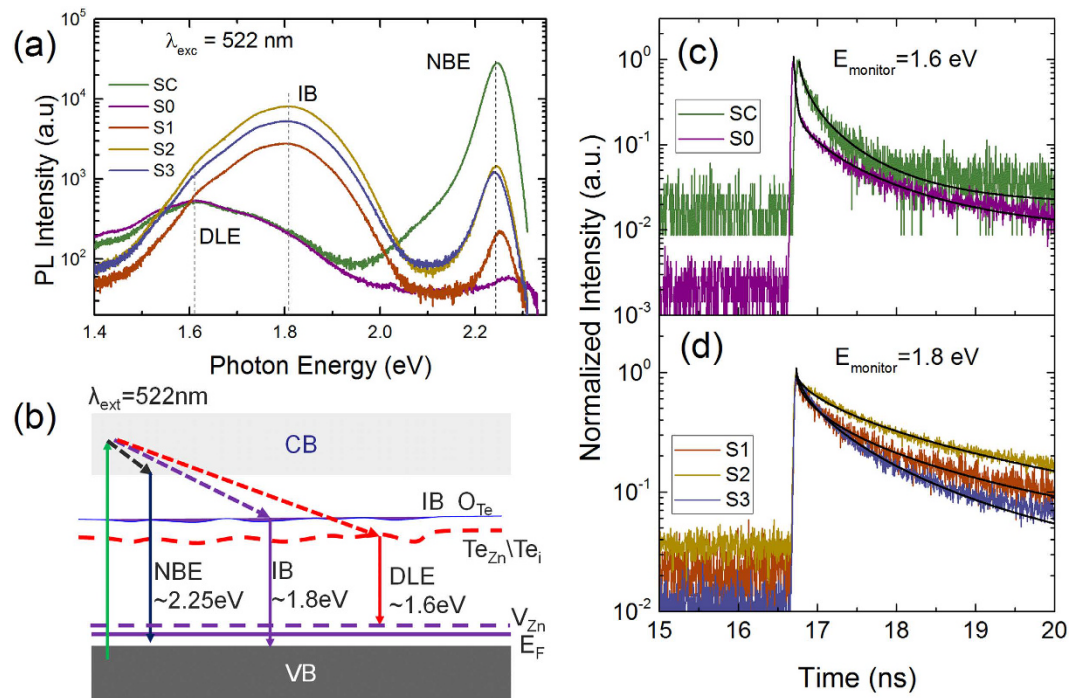 (a)
λexc = 522 nm
NBE
IB
DLE
SC
S0
S1
S2
S3
10^5
10^4
10^3
10^2
PL Intensity (a.u)
1.4 1.6 1.8 2.0 2.2
Photon Energy (eV)
(b)
λext=522nm
CB
IB OTe
TeZn\Tei
NBE
~2.25eV
IB
~1.8eV
DLE
~1.6eV
VZn
EF
VB
(c)
Emonitor=1.6 eV
SC
S0
10^0
10^-1
10^-2
10^-3
Normalized Intensity (a.u.)
(d)
Emonitor=1.8 eV
S1
S2
S3
10^0
10^-1
10^-2
15 16 17 18 19 20
Time (ns)